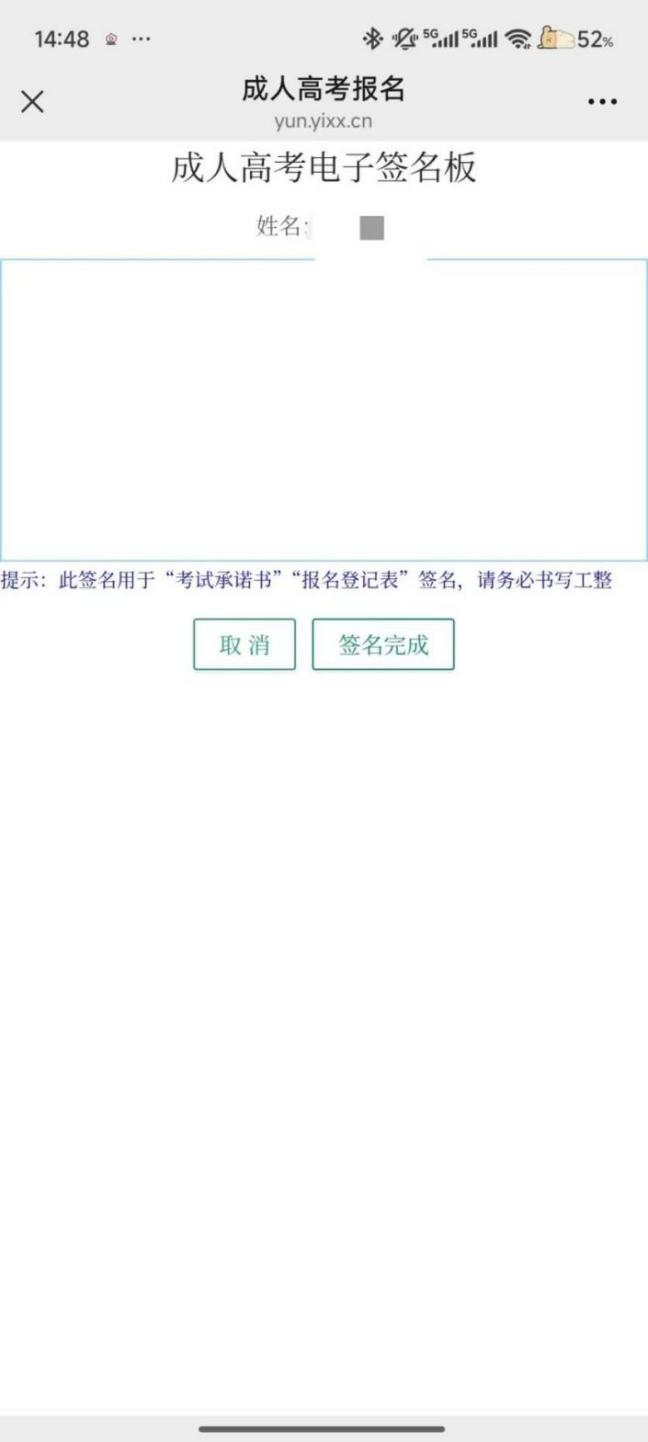 14:48 ... 5G 5G 52%
成人高考报名
yun.yixx.cn
成人高考电子签名板
姓名:
提示：此签名用于“考试承诺书”“报名登记表”签名，请务必书写工整
取 消 签名完成